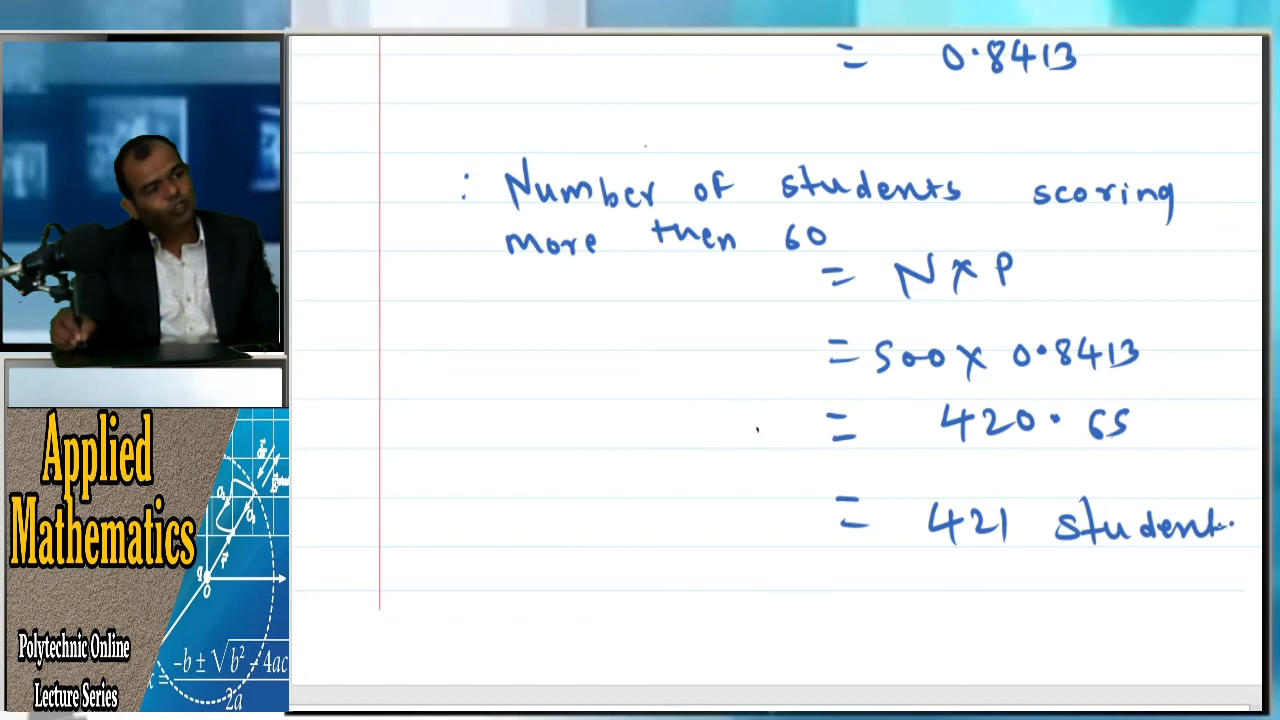 = 0.8413
∴ Number of students scoring
more then 60
= N x P
= 500 x 0.8413
= 420.65
= 421 student.
Applied
Mathematics
Polytechnic Online
Lecture Series
-b ± √b² - 4ac
2a